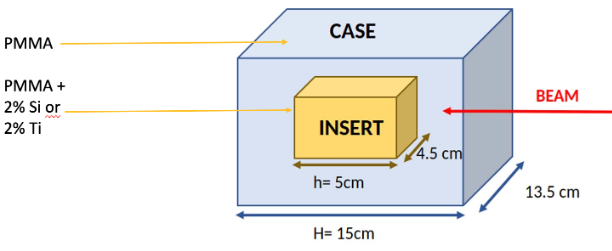 PMMA
PMMA +
2% Si or
2% Ti
CASE
INSERT
BEAM
4.5 cm
h= 5cm
13.5 cm
H= 15cm